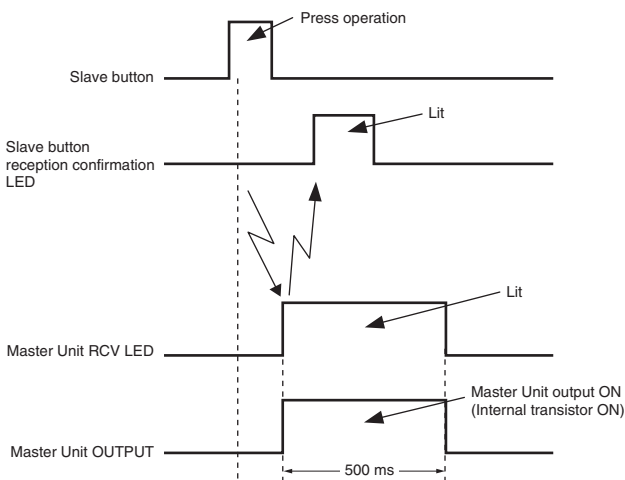 Press operation
Slave button
Lit
Slave button
reception confirmation
LED
Lit
Master Unit RCV LED
Master Unit output ON
(Internal transistor ON)
Master Unit OUTPUT
500 ms